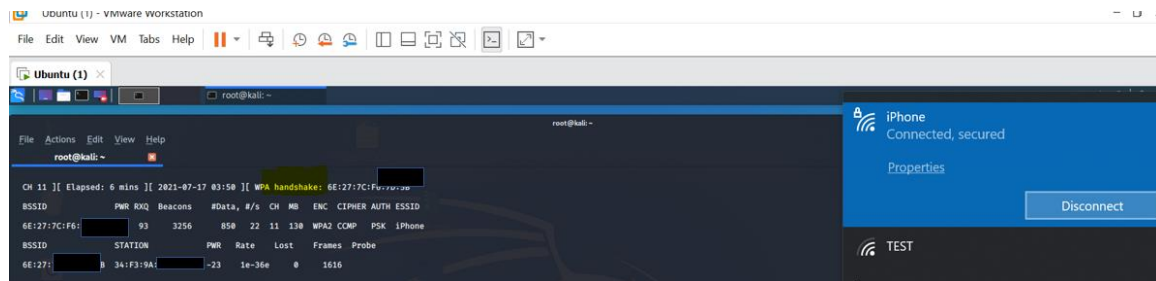 Ubuntu (1) - VMware Workstation
File Edit View VM Tabs Help
Ubuntu (1)
root@kali: ~
root@kali: ~
File Actions Edit View Help
root@kali: ~
CH 11 ][ Elapsed: 6 mins ][ 2021-07-17 03:50 ][ WPA handshake: 6E:27:7C:
BSSID PWR RXQ Beacons #Data, #/s CH MB ENC CIPHER AUTH ESSID
6E:27:7C:F6: 93 3256 850 22 11 130 WPA2 CCMP PSK iPhone
BSSID STATION PWR Rate Lost Frames Probe
6E:27: B 34:F3:9A: -23 1e-36e 0 1616
iPhone
Connected, secured
Properties
Disconnect
TEST